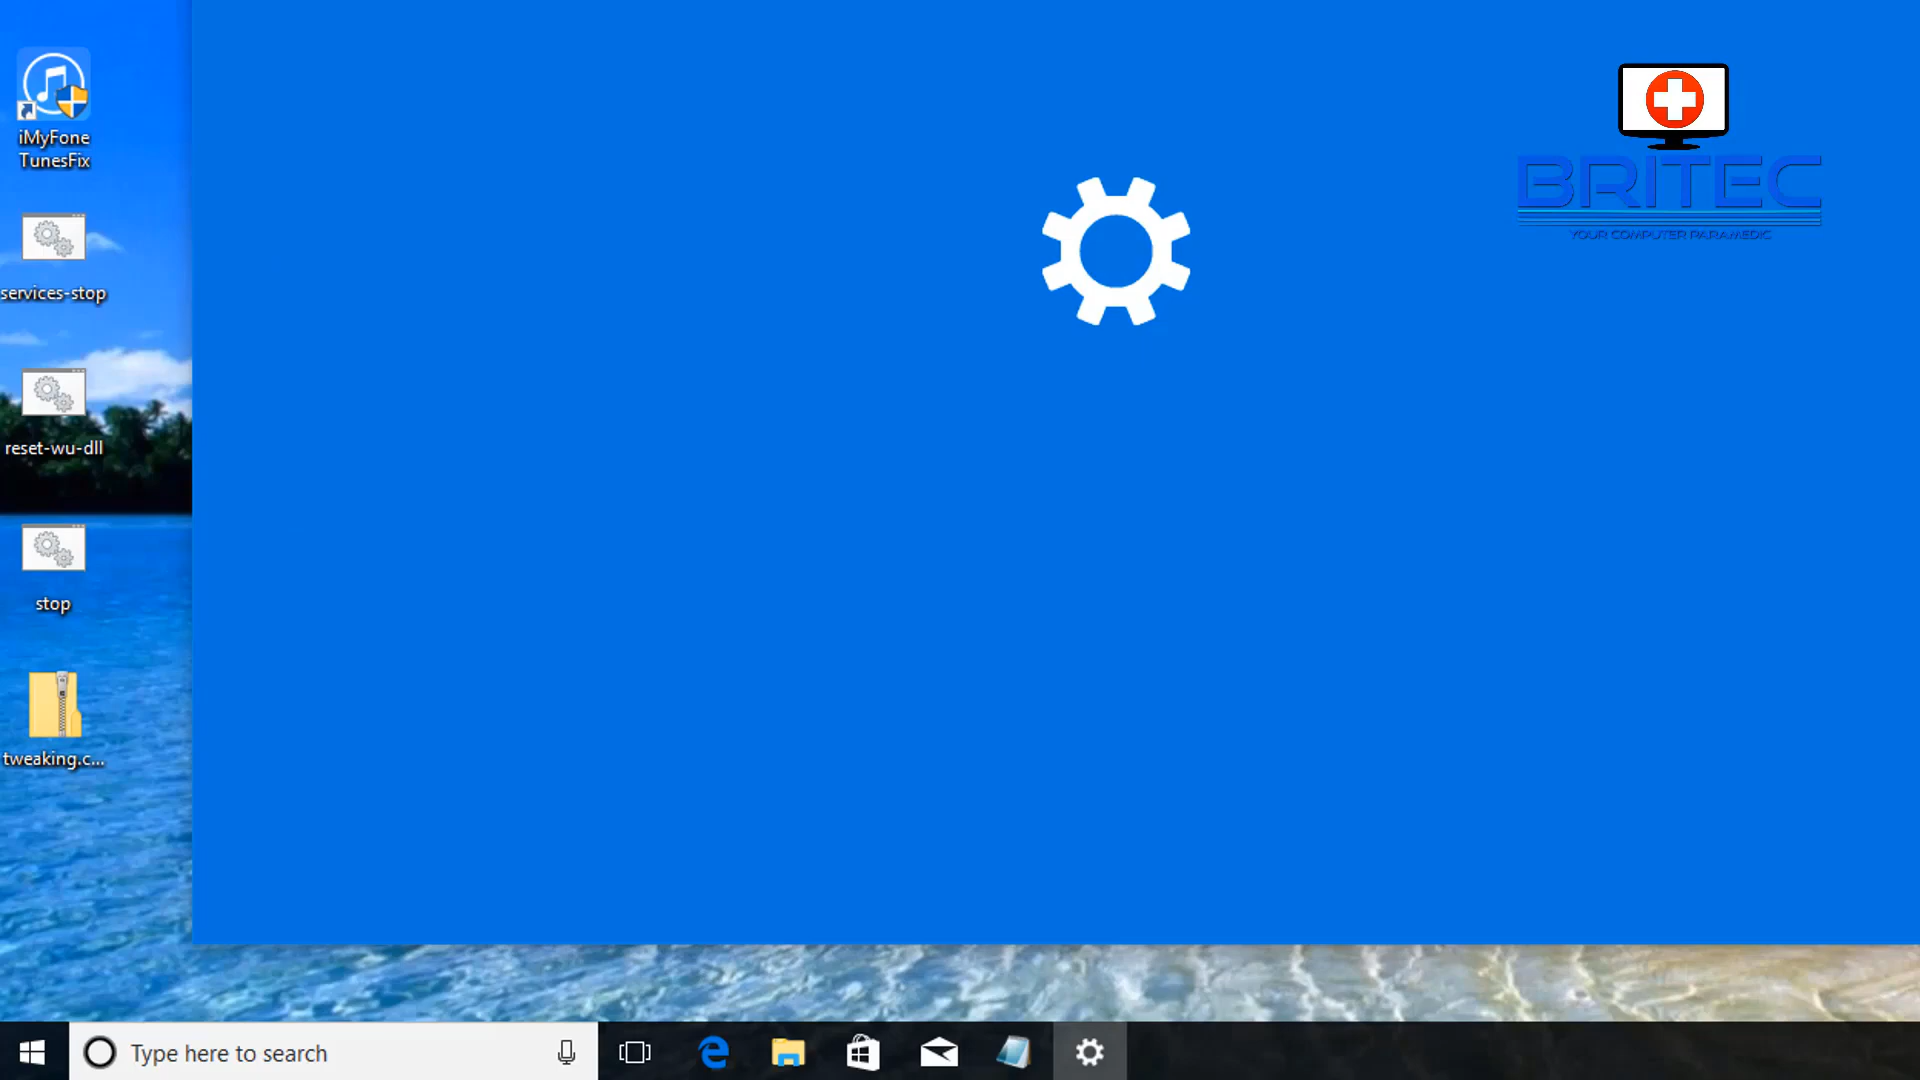 iMyFone
TunesFix
services-stop
reset-wu-dll
stop
tweaking.c...
BRITEC
YOUR COMPUTER PARAMEDIC
Type here to search